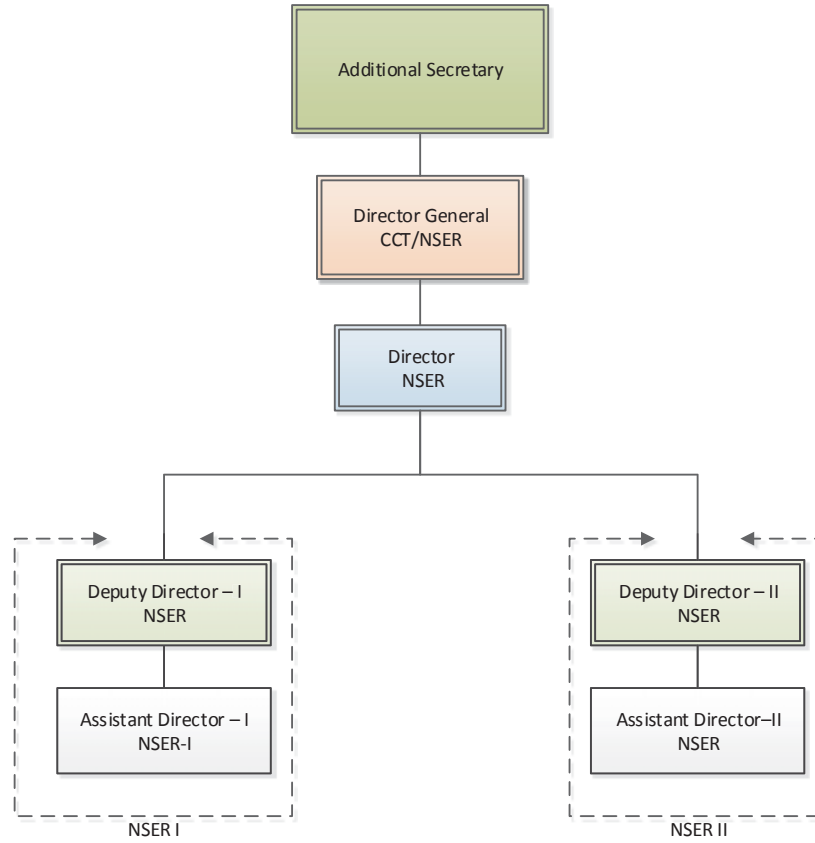 Additional Secretary
Director General
CCT/NSER
Director
NSER
Deputy Director – I
NSER
Deputy Director – II
NSER
Assistant Director – I
NSER-I
Assistant Director–II
NSER
NSER I
NSER II